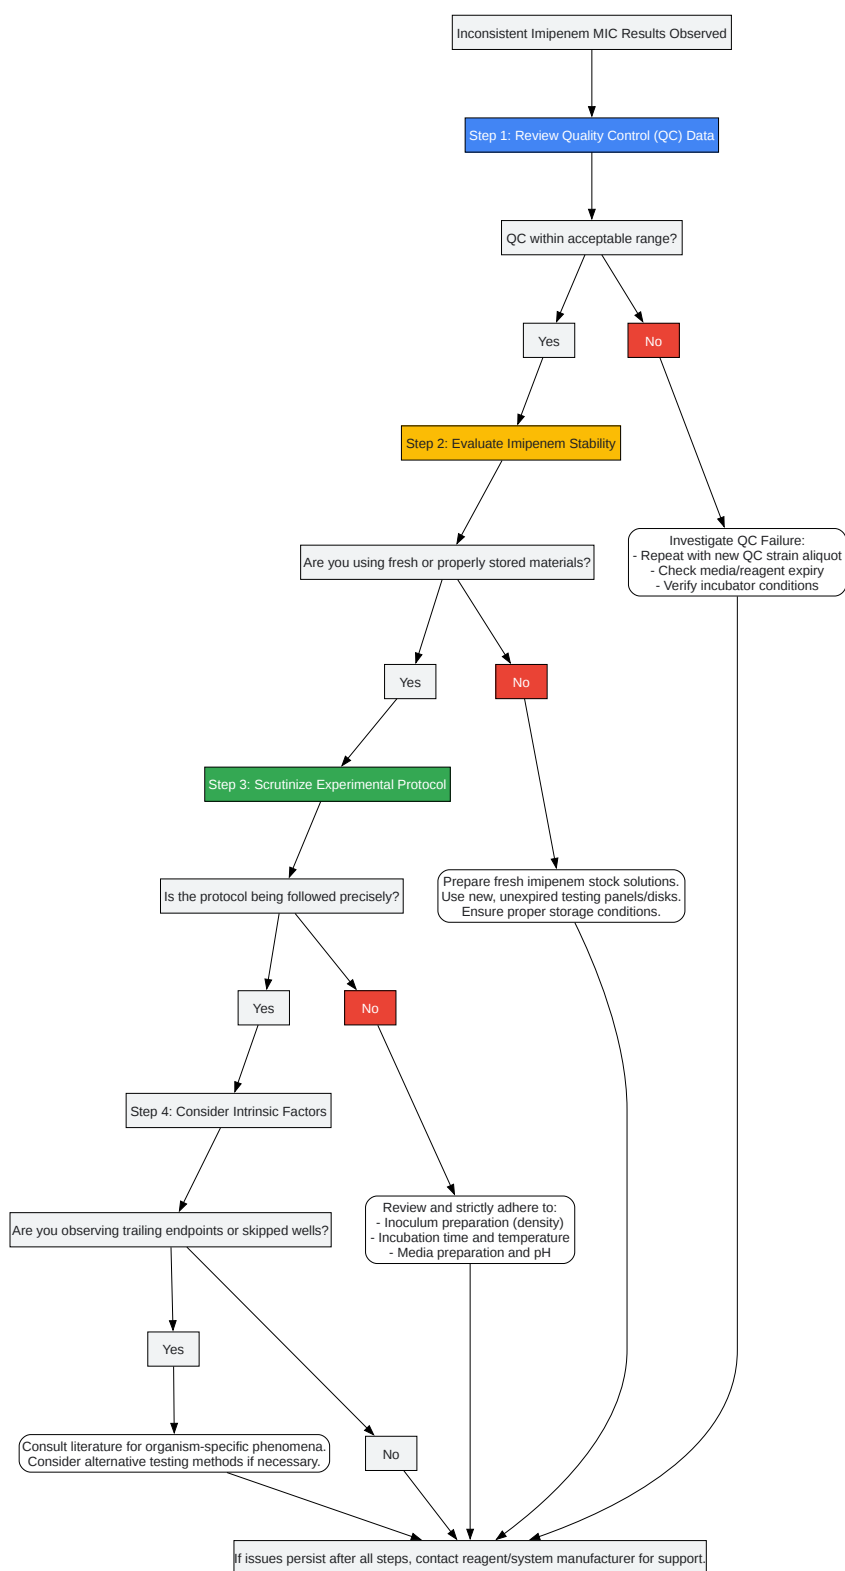 Inconsistent Imipenem MIC Results Observed
Step 1: Review Quality Control (QC) Data
QC within acceptable range?
Yes
No
Step 2: Evaluate Imipenem Stability
Investigate QC Failure:
- Repeat with new QC strain aliquot
- Check media/reagent expiry
- Verify incubator conditions
Are you using fresh or properly stored materials?
Yes
No
Step 3: Scrutinize Experimental Protocol
Is the protocol being followed precisely?
Prepare fresh imipenem stock solutions.
Use new, unexpired testing panels/disks.
Ensure proper storage conditions.
Yes
No
Step 4: Consider Intrinsic Factors
Review and strictly adhere to:
- Inoculum preparation (density)
- Incubation time and temperature
- Media preparation and pH
Are you observing trailing endpoints or skipped wells?
Yes
Consult literature for organism-specific phenomena.
Consider alternative testing methods if necessary.
No
If issues persist after all steps, contact reagent/system manufacturer for support.